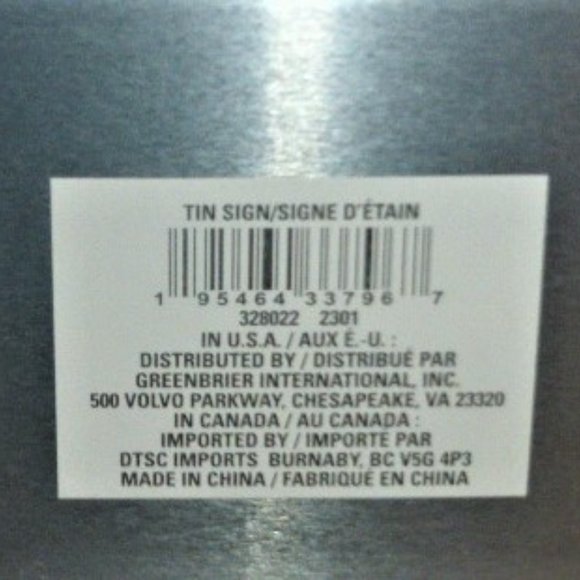 TIN SIGN/SIGNE D'ÉTAIN
1 95464 33796 7
328022 2301
IN U.S.A. / AUX É.-U. :
DISTRIBUTED BY / DISTRIBUÉ PAR
GREENBRIER INTERNATIONAL, INC.
500 VOLVO PARKWAY, CHESAPEAKE, VA 23320
IN CANADA / AU CANADA :
IMPORTED BY / IMPORTE PAR
DTSC IMPORTS BURNABY, BC V5G 4P3
MADE IN CHINA / FABRIQUÉ EN CHINA